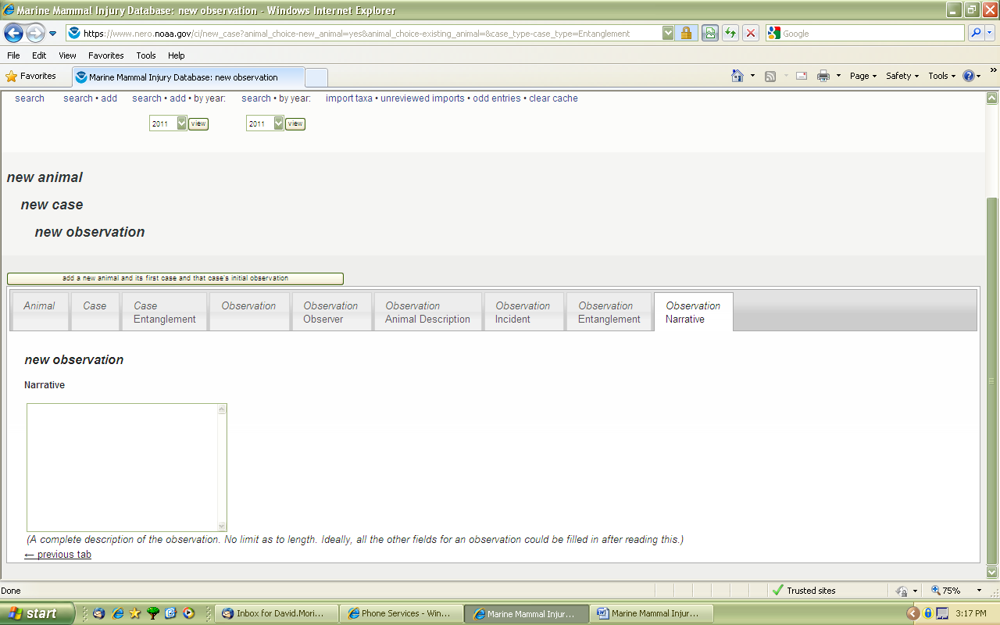 Marine Mammal Injury Database: new observation - Windows Internet Explorer
https://www.nero.noaa.gov/ci/new_case?animal_choice-new_animal=yes&animal_choice-existing_animal=&case_type-case_type=Entanglement
Google
File Edit View Favorites Tools Help
Favorites
Marine Mammal Injury Database: new observation
Page Safety Tools
search search • add search • add • by year: search • by year: import taxa • unreviewed imports • odd entries • clear cache
2011 view 2011 view
new animal
new case
new observation
add a new animal and its first case and that case's initial observation
Animal Case Case Observation Observation Observation Observation Observation Observation
Entanglement Observer Animal Description Incident Entanglement Narrative
new observation
Narrative
(A complete description of the observation. No limit as to length. Ideally, all the other fields for an observation could be filled in after reading this.)
← previous tab
Done Trusted sites 75%
start Inbox for David.Mori... Phone Services - Win... Marine Mammal Injur... Marine Mammal Injur... 3:17 PM